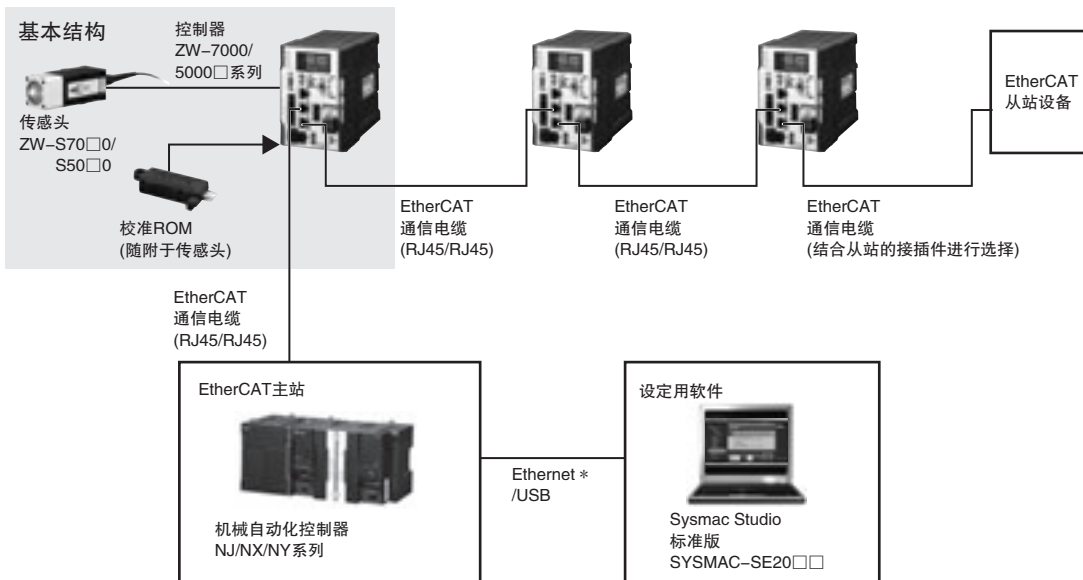 基本结构
控制器
ZW–7000/
5000□系列
传感头
ZW–S70□0/
S50□0
校准ROM
(随附于传感头)
EtherCAT
通信电缆
(RJ45/RJ45)
EtherCAT
通信电缆
(RJ45/RJ45)
EtherCAT
通信电缆
(结合从站的接插件进行选择)
EtherCAT
从站设备
EtherCAT
通信电缆
(RJ45/RJ45)
EtherCAT主站
机械自动化控制器
NJ/NX/NY系列
Ethernet *
/USB
设定用软件
Sysmac Studio
标准版
SYSMAC–SE20□□